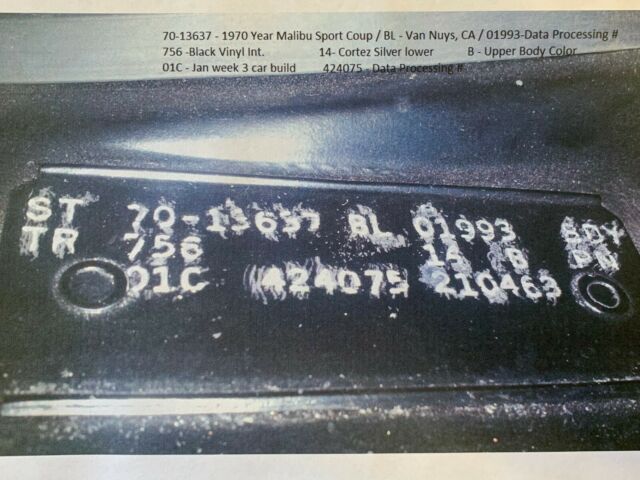 70-13637 - 1970 Year Malibu Sport Coup / BL - Van Nuys, CA / 01993-Data Processing #
756 -Black Vinyl Int. 14- Cortez Silver lower B - Upper Body Color
01C - Jan week 3 car build 424075 - Data Processing #
ST 70-13637 BL 01993 BDY
TR 756 14 B PN
01C 424075 210463